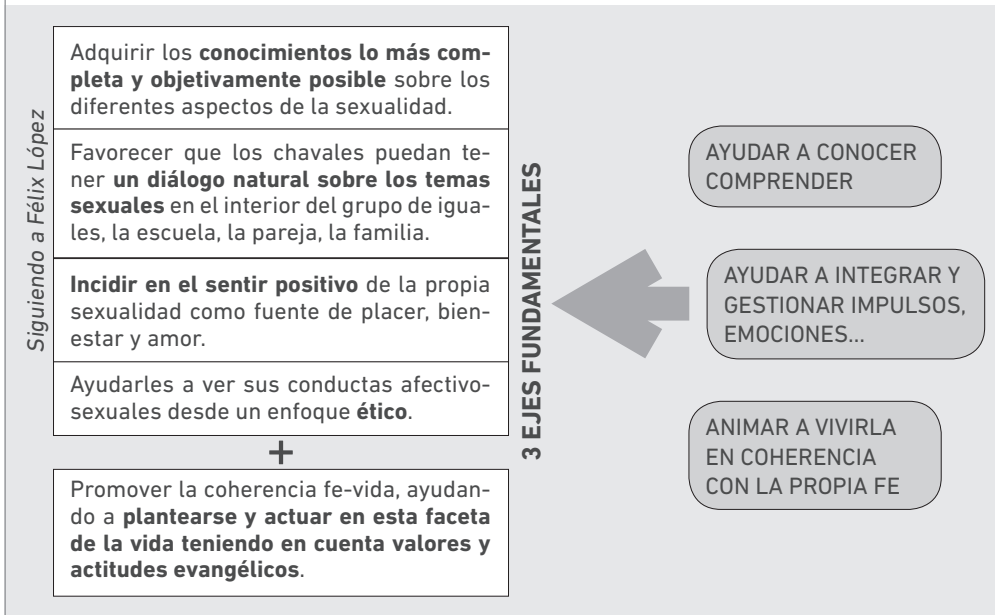 Siguiendo a Félix López
Adquirir los conocimientos lo más com-
pleta y objetivamente posible sobre los
diferentes aspectos de la sexualidad.
Favorecer que los chavales puedan te-
ner un diálogo natural sobre los temas
sexuales en el interior del grupo de igua-
les, la escuela, la pareja, la familia.
Incidir en el sentir positivo de la propia
sexualidad como fuente de placer, bien-
estar y amor.
Ayudarles a ver sus conductas afectivo-
sexuales desde un enfoque ético.
+
Promover la coherencia fe-vida, ayudan-
do a plantearse y actuar en esta faceta
de la vida teniendo en cuenta valores y
actitudes evangélicos.
3 EJES FUNDAMENTALES
AYUDAR A CONOCER
COMPRENDER
AYUDAR A INTEGRAR Y
GESTIONAR IMPULSOS,
EMOCIONES...
ANIMAR A VIVIRLA
EN COHERENCIA
CON LA PROPIA FE